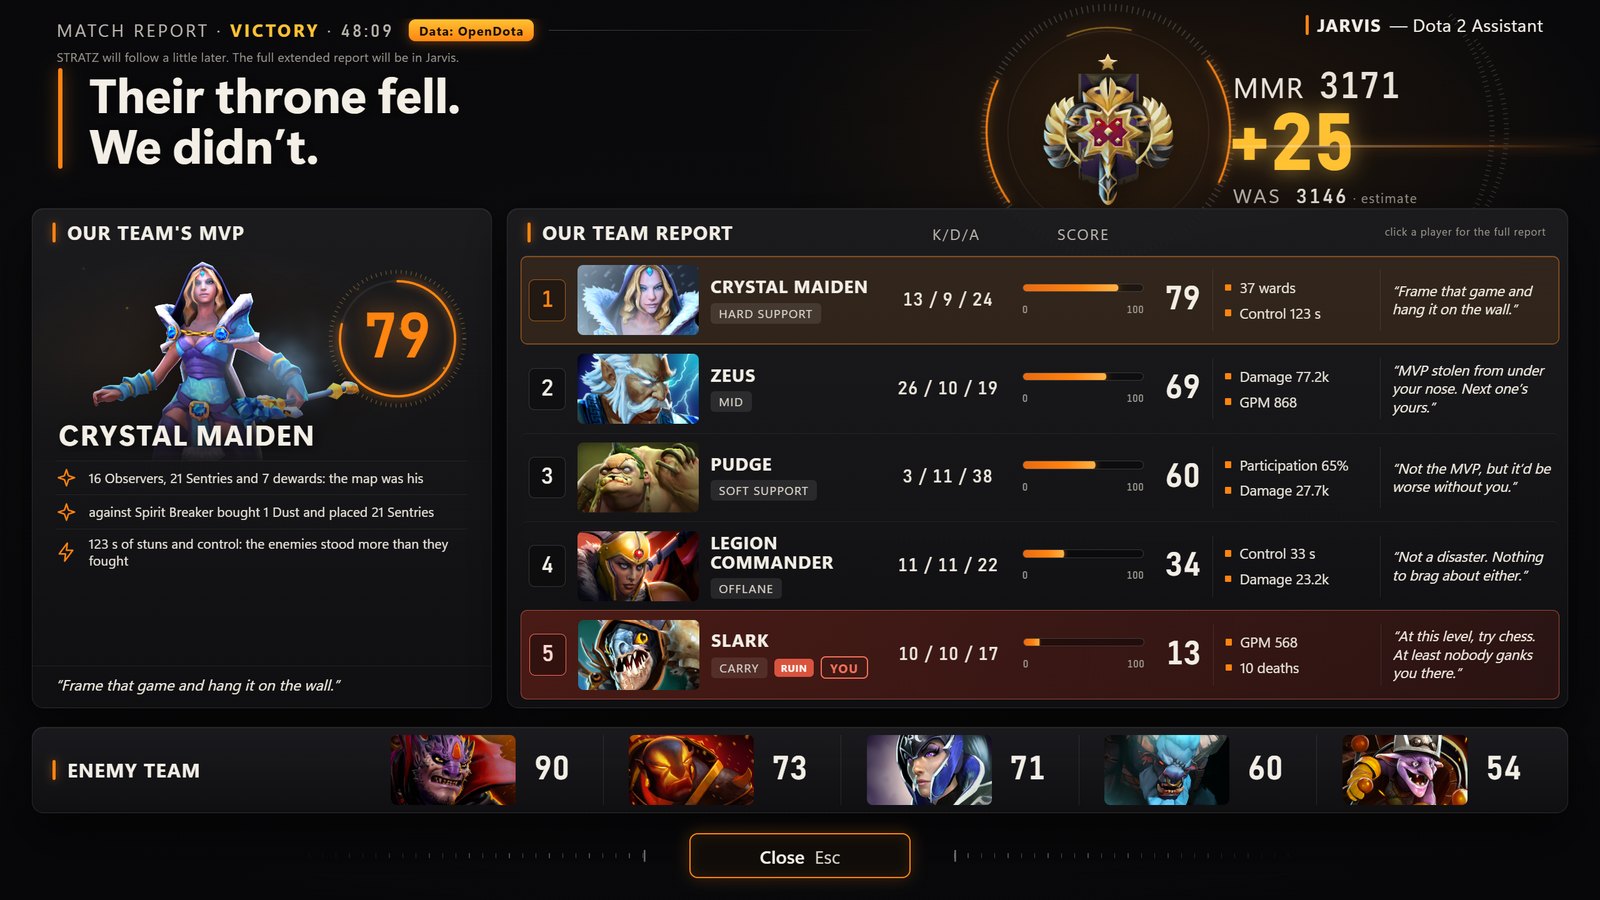 MATCH REPORT · VICTORY · 48:09 Data: OpenDota
STRATZ will follow a little later. The full extended report will be in Jarvis.
Their throne fell.
We didn’t.
JARVIS — Dota 2 Assistant
MMR 3171
+25
WAS 3146 · estimate
OUR TEAM'S MVP
79
CRYSTAL MAIDEN
16 Observers, 21 Sentries and 7 dewards: the map was his
against Spirit Breaker bought 1 Dust and placed 21 Sentries
123 s of stuns and control: the enemies stood more than they
fought
“Frame that game and hang it on the wall.”
OUR TEAM REPORT K/D/A SCORE click a player for the full report
1 CRYSTAL MAIDEN
HARD SUPPORT
13 / 9 / 24
0 100
79
37 wards
Control 123 s
“Frame that game and
hang it on the wall.”
2 ZEUS
MID
26 / 10 / 19
0 100
69
Damage 77.2k
GPM 868
“MVP stolen from under
your nose. Next one’s
yours.”
3 PUDGE
SOFT SUPPORT
3 / 11 / 38
0 100
60
Participation 65%
Damage 27.7k
“Not the MVP, but it’d be
worse without you.”
4 LEGION
COMMANDER
OFFLANE
11 / 11 / 22
0 100
34
Control 33 s
Damage 23.2k
“Not a disaster. Nothing
to brag about either.”
5 SLARK
CARRY RUIN YOU
10 / 10 / 17
0 100
13
GPM 568
10 deaths
“At this level, try chess.
At least nobody ganks
you there.”
ENEMY TEAM 90 73 71 60 54
Close Esc